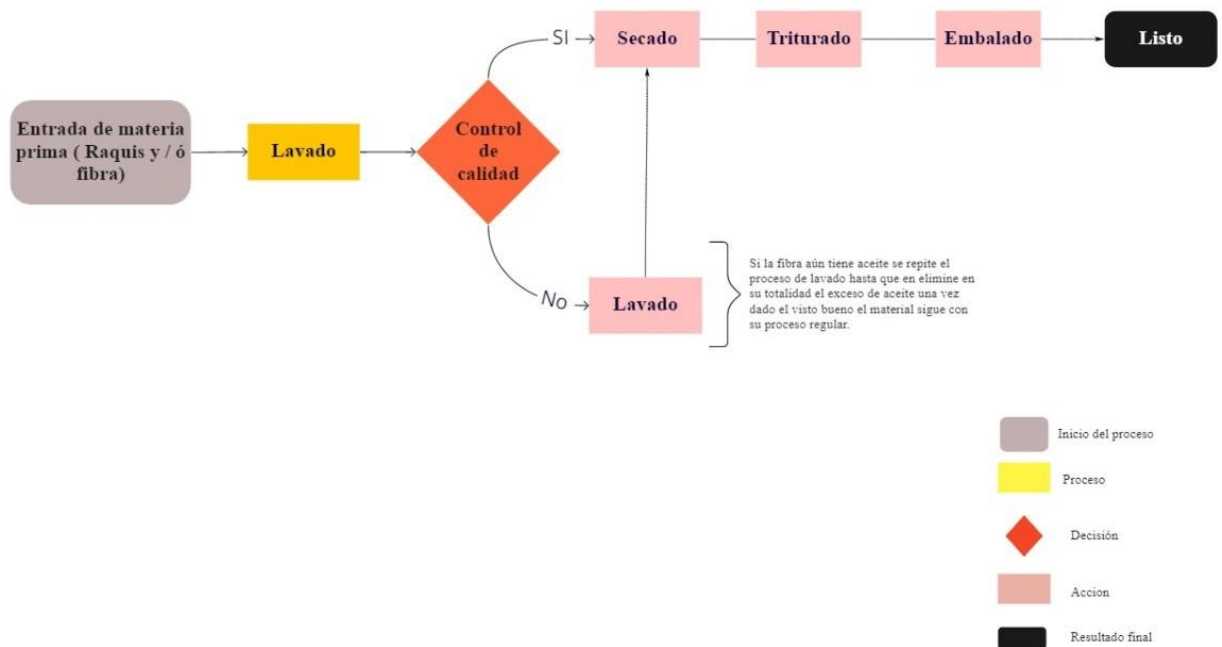 SI
Secado
Triturado
Embalado
Listo
Entrada de materia
prima ( Raquis y / ó
fibra)
Lavado
Control
de
calidad
No
Lavado
Si la fibra aún tiene aceite se repite el
proceso de lavado hasta que en elimine en
su totalidad el exceso de aceite una vez
dado el visto bueno el material sigue con
su proceso regular.
Inicio del proceso
Proceso
Decisión
Accion
Resultado final